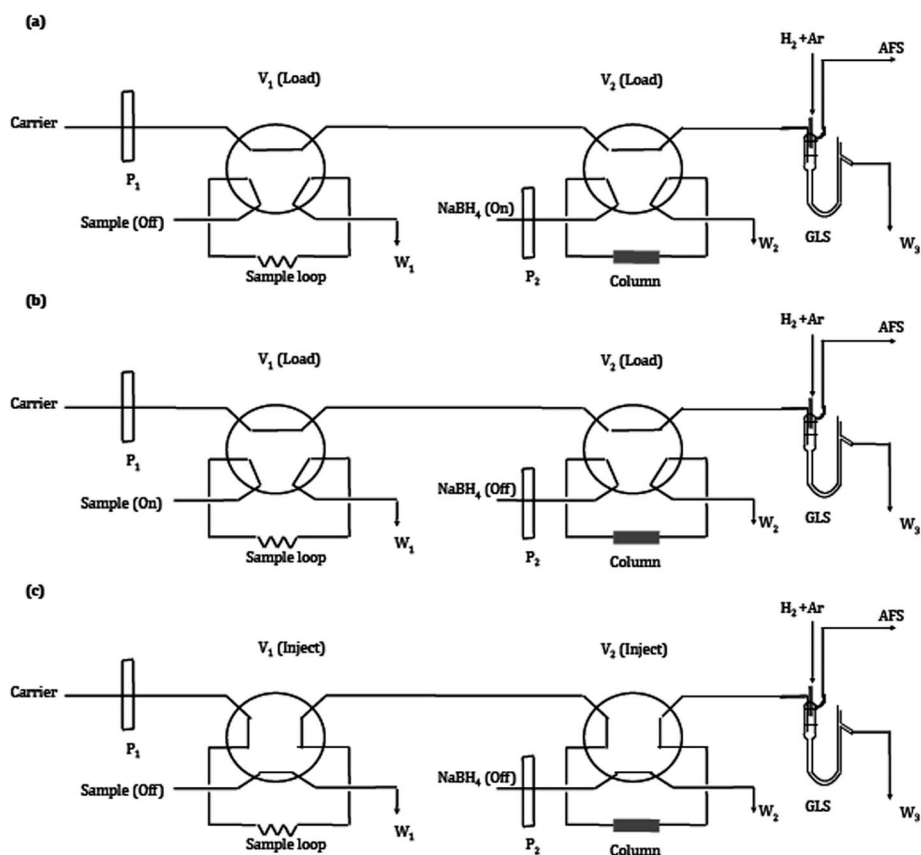 (a)
H₂ +Ar
AFS
V₁ (Load)
V₂ (Load)
Carrier
P₁
Sample (Off)
NaBH₄ (On)
W₁
W₂
W₃
GLS
Sample loop
P₂
Column
(b)
H₂ +Ar
AFS
V₁ (Load)
V₂ (Load)
Carrier
P₁
Sample (On)
NaBH₄ (Off)
W₁
W₂
W₃
GLS
Sample loop
P₂
Column
(c)
H₂ +Ar
AFS
V₁ (Inject)
V₂ (Inject)
Carrier
P₁
Sample (Off)
NaBH₄ (Off)
W₁
W₂
W₃
GLS
Sample loop
P₂
Column